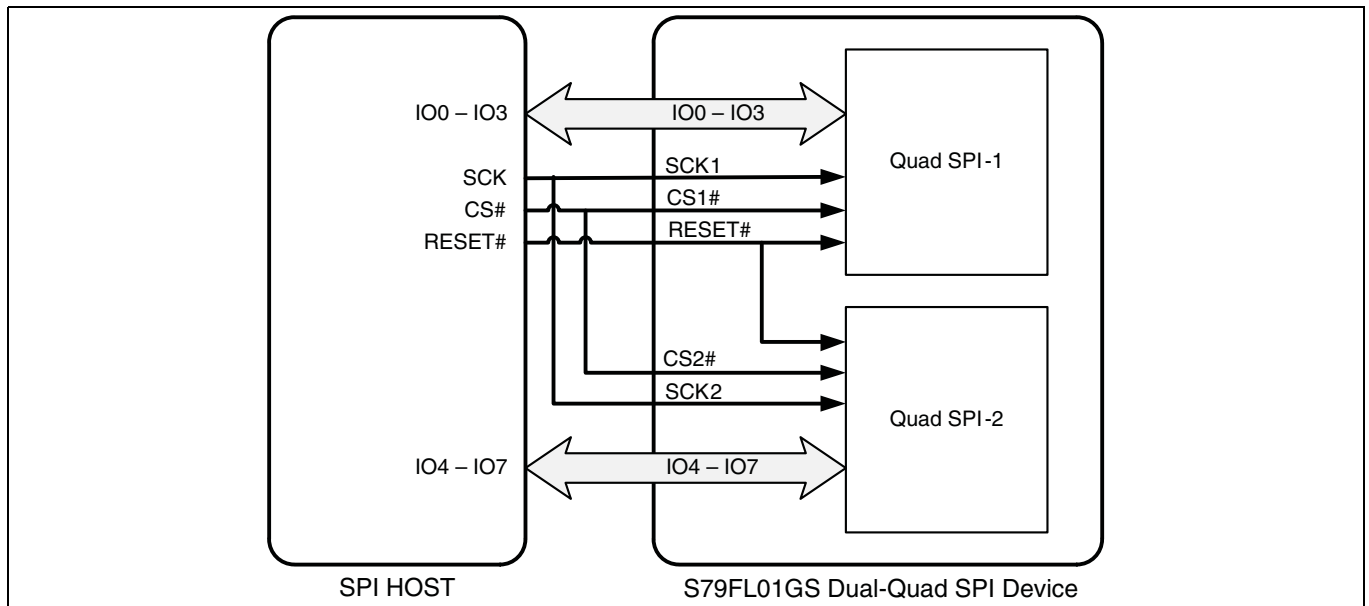 IO0 – IO3
IO0 – IO3
Quad SPI-1
SCK
SCK1
CS#
CS1#
RESET#
RESET#
CS2#
SCK2
Quad SPI-2
IO4 – IO7
IO4 – IO7
SPI HOST
S79FL01GS Dual-Quad SPI Device